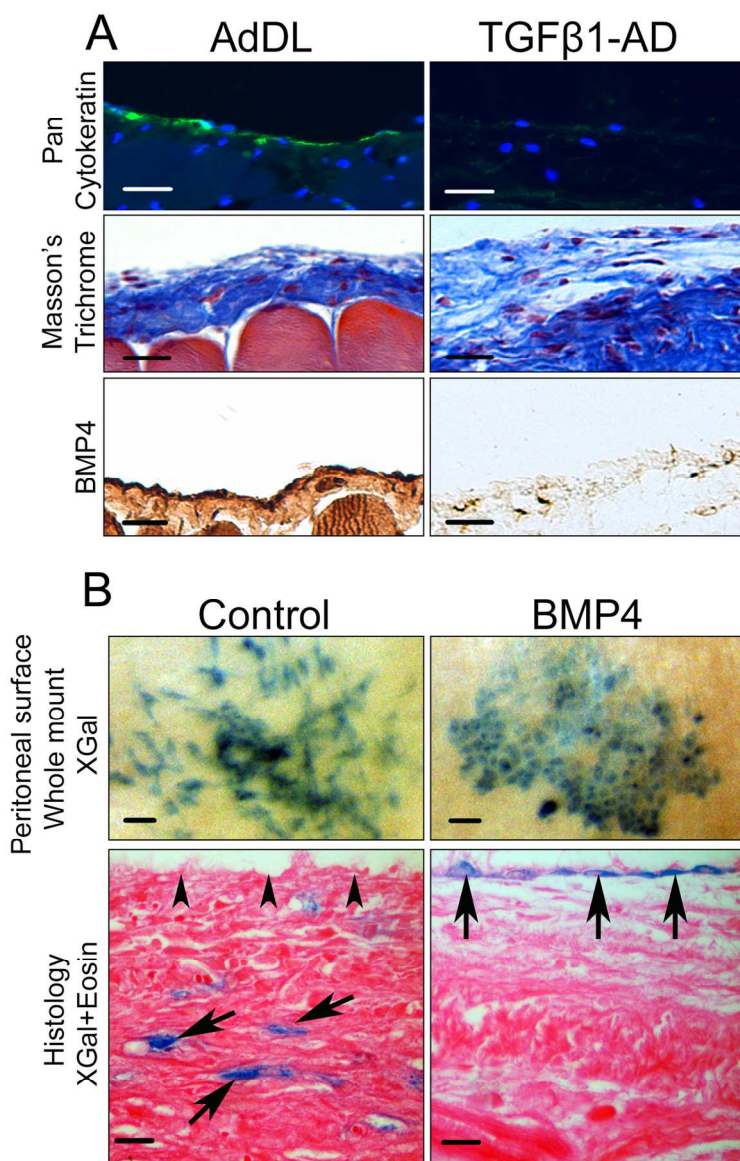 A
AdDL
TGFβ1-AD
Pan
Cytokeratin
Masson's
Trichrome
BMP4
B
Control
BMP4
Peritoneal surface
Whole mount
XGal
Histology
XGal+Eosin